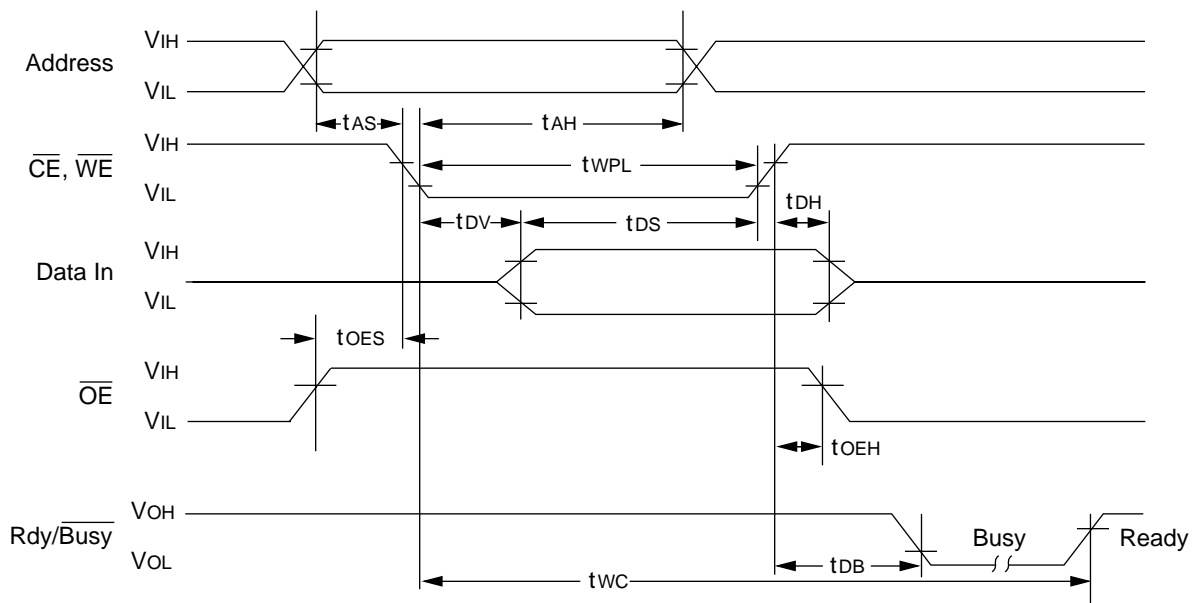 VIH
Address
VIL
tAS
tAH
VIH
CE, WE
VIL
tWPL
tDV
tDS
tDH
VIH
Data In
VIL
tOES
VIH
OE
VIL
tOEH
VOH
Rdy/Busy
VOL
Busy
Ready
tDB
tWC